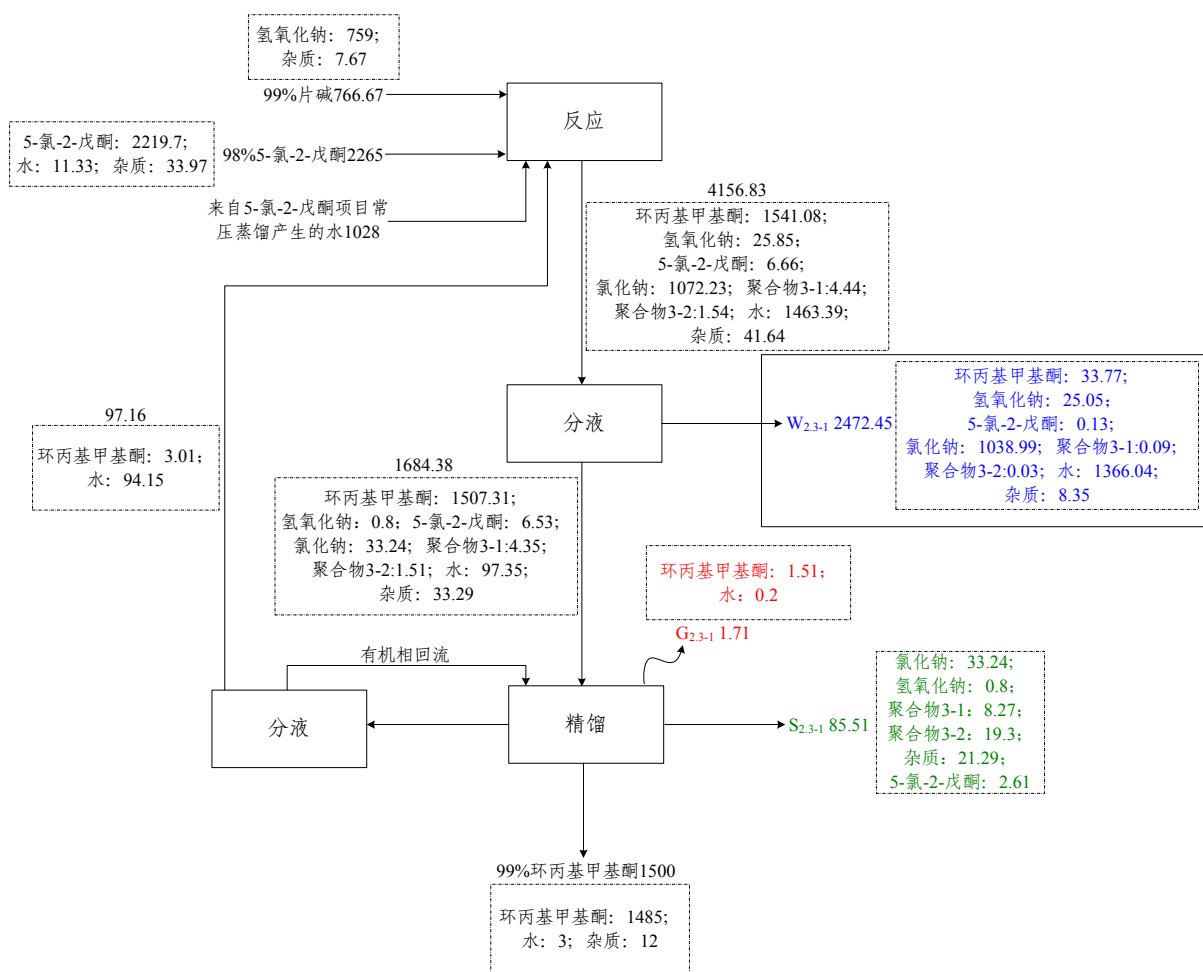 氢氧化钠：759；
杂质：7.67
99%片碱766.67
反应
5-氯-2-戊酮：2219.7；
水：11.33；杂质：33.97
98%5-氯-2-戊酮2265
来自5-氯-2-戊酮项目常
压蒸馏产生的水1028
4156.83
环丙基甲基酮：1541.08；
氢氧化钠：25.85；
5-氯-2-戊酮：6.66；
氯化钠：1072.23；聚合物3-1:4.44；
聚合物3-2:1.54；水：1463.39；
杂质：41.64
分液
W2.3-1 2472.45
环丙基甲基酮：33.77；
氢氧化钠：25.05；
5-氯-2-戊酮：0.13；
氯化钠：1038.99；聚合物3-1:0.09；
聚合物3-2:0.03；水：1366.04；
杂质：8.35
97.16
环丙基甲基酮：3.01；
水：94.15
1684.38
环丙基甲基酮：1507.31；
氢氧化钠：0.8；5-氯-2-戊酮：6.53；
氯化钠：33.24；聚合物3-1:4.35；
聚合物3-2:1.51；水：97.35；
杂质：33.29
环丙基甲基酮：1.51；
水：0.2
G2.3-1 1.71
有机相回流
分液
精馏
S2.3-1 85.51
氯化钠：33.24；
氢氧化钠：0.8；
聚合物3-1：8.27；
聚合物3-2：19.3；
杂质：21.29；
5-氯-2-戊酮：2.61
99%环丙基甲基酮1500
环丙基甲基酮：1485；
水：3；杂质：12